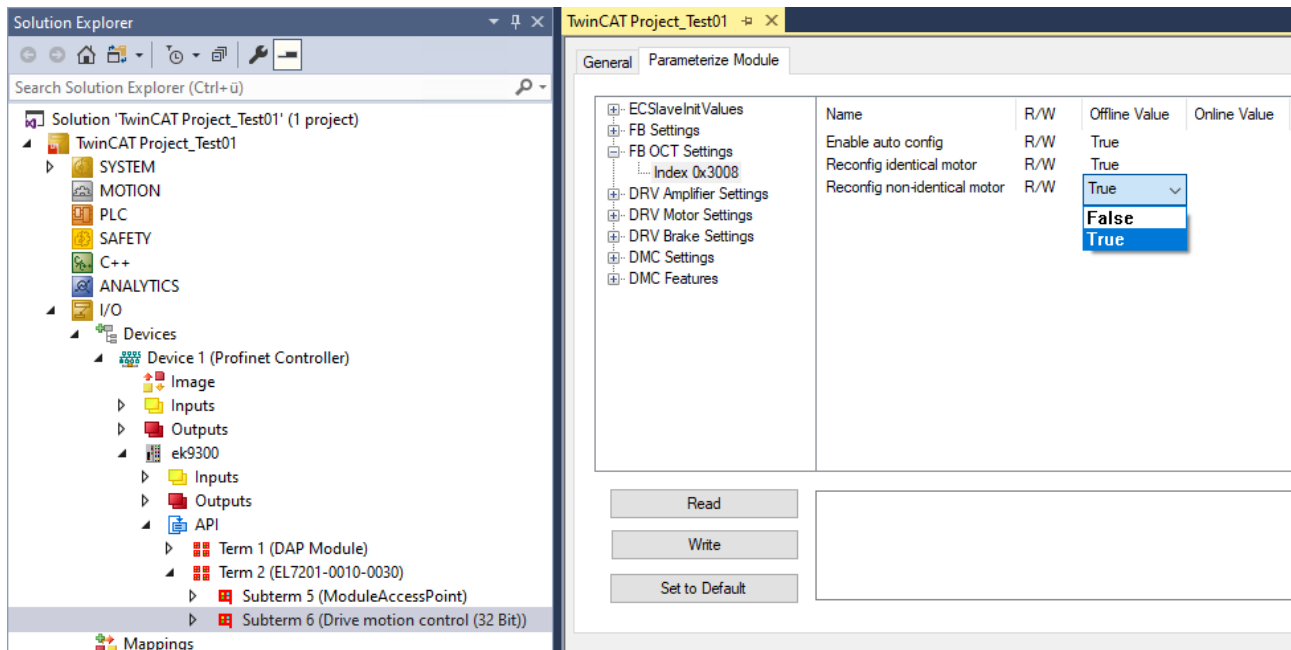 Solution Explorer
Search Solution Explorer (Ctrl+ü)
Solution 'TwinCAT Project_Test01' (1 project)
TwinCAT Project_Test01
SYSTEM
MOTION
PLC
SAFETY
C++
ANALYTICS
I/O
Devices
Device 1 (Profinet Controller)
Image
Inputs
Outputs
ek9300
Inputs
Outputs
API
Term 1 (DAP Module)
Term 2 (EL7201-0010-0030)
Subterm 5 (ModuleAccessPoint)
Subterm 6 (Drive motion control (32 Bit))
Mappings
TwinCAT Project_Test01
General Parameterize Module
ECSlaveInitValues
FB Settings
FB OCT Settings
Index 0x3008
DRV Amplifier Settings
DRV Motor Settings
DRV Brake Settings
DMC Settings
DMC Features
Name R/W Offline Value Online Value
Enable auto config R/W True
Reconfig identical motor R/W True
Reconfig non-identical motor R/W True
False
True
Read
Write
Set to Default